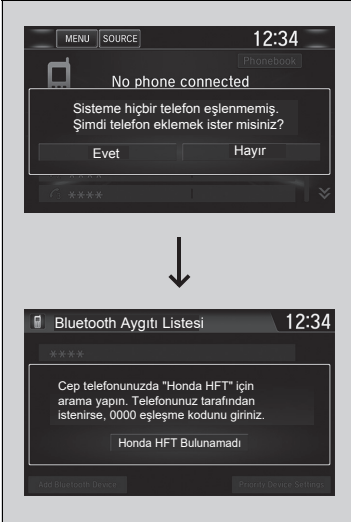 MENU SOURCE 12:34
Phonebook
No phone connected
Sisteme hiçbir telefon eşlenmemiş.
Şimdi telefon eklemek ister misiniz?
Evet Hayır
****
Bluetooth Aygıtı Listesi 12:34
****
Cep telefonunuzda "Honda HFT" için
arama yapın. Telefonunuz tarafından
istenirse, 0000 eşleşme kodunu giriniz.
Honda HFT Bulunamadı
Add Bluetooth Device Priority Device Settings